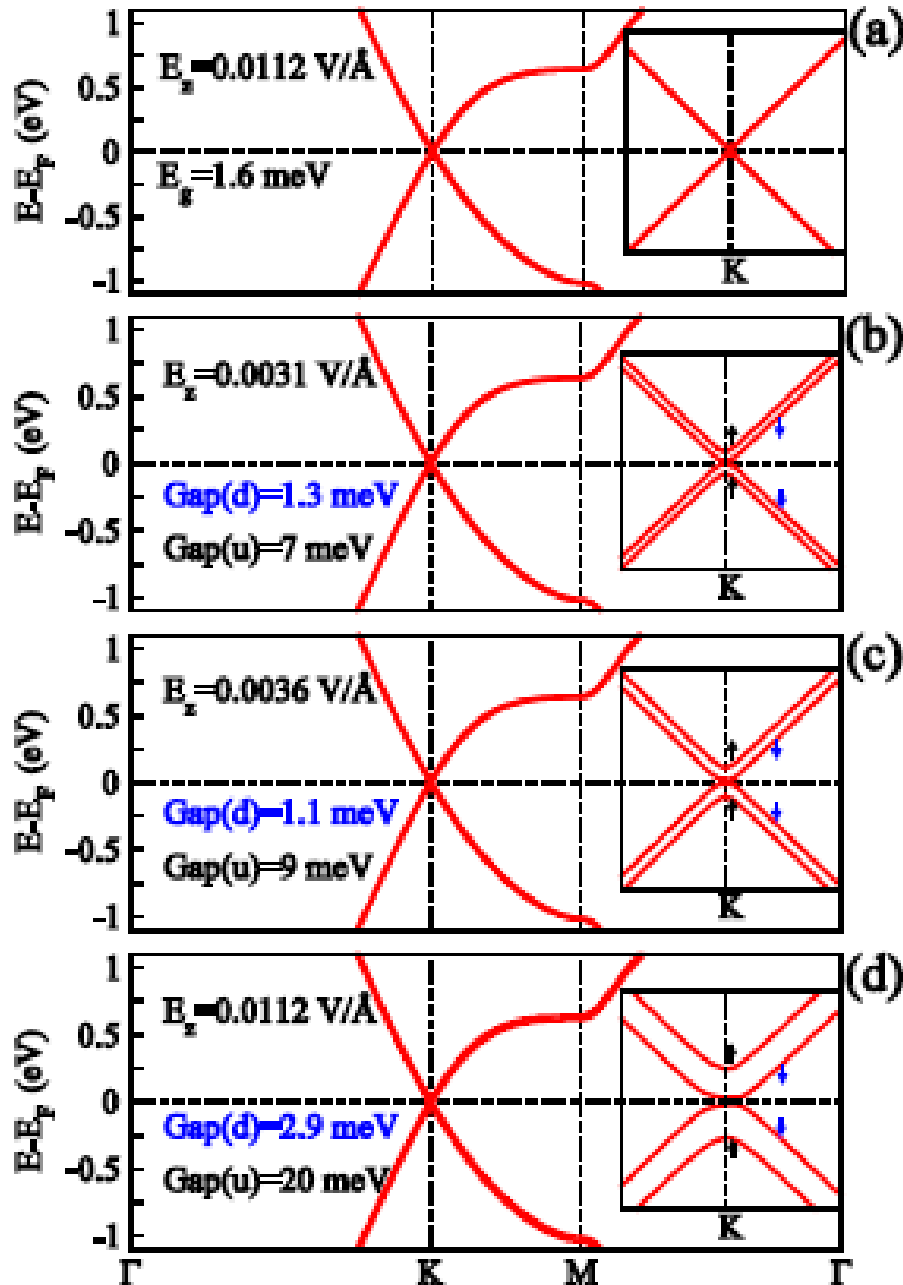 (a)
1
0.5
0
-0.5
-1
E-E_F (eV)
E_z=0.0112 V/Å
E_g=1.6 meV
K
(b)
1
0.5
0
-0.5
-1
E-E_F (eV)
E_z=0.0031 V/Å
Gap(d)=1.3 meV
Gap(u)=7 meV
K
(c)
1
0.5
0
-0.5
-1
E-E_F (eV)
E_z=0.0036 V/Å
Gap(d)=1.1 meV
Gap(u)=9 meV
K
(d)
1
0.5
0
-0.5
-1
E-E_F (eV)
E_z=0.0112 V/Å
Gap(d)=2.9 meV
Gap(u)=20 meV
K
Γ K M Γ